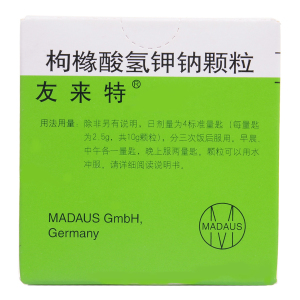 枸橼酸氢钾钠颗粒
友来特®
用法用量：除非另有说明，日剂量为4标准量匙（每量匙
为2.5g，共10g颗粒），分三次饭后服用，早晨、
中午各一量匙，晚上服两量匙，颗粒可以用水
冲服，请详细阅读说明书。
MADAUS GmbH,
Germany
MADAUS